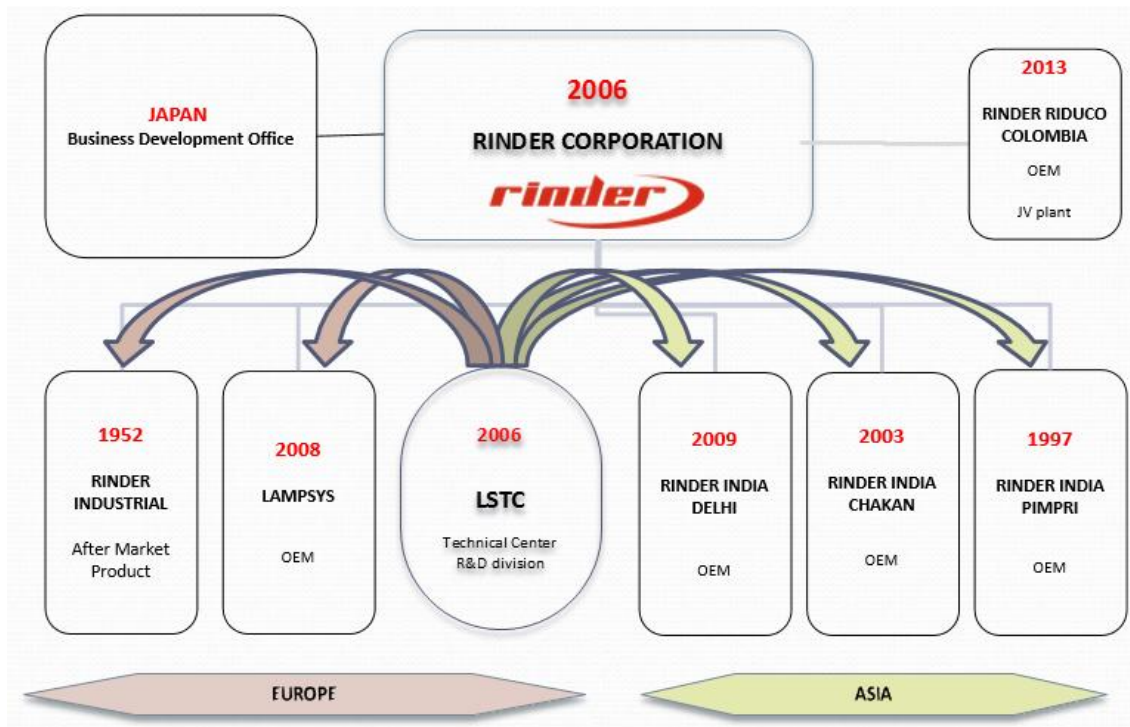 JAPAN
Business Development Office
2006
RINDER CORPORATION
rinder
2013
RINDER RIDUCO
COLOMBIA
OEM
JV plant
1952
RINDER
INDUSTRIAL
After Market
Product
2008
LAMPSYS
OEM
2006
LSTC
Technical Center
R&D division
2009
RINDER INDIA
DELHI
OEM
2003
RINDER INDIA
CHAKAN
OEM
1997
RINDER INDIA
PIMPRI
OEM
EUROPE
ASIA